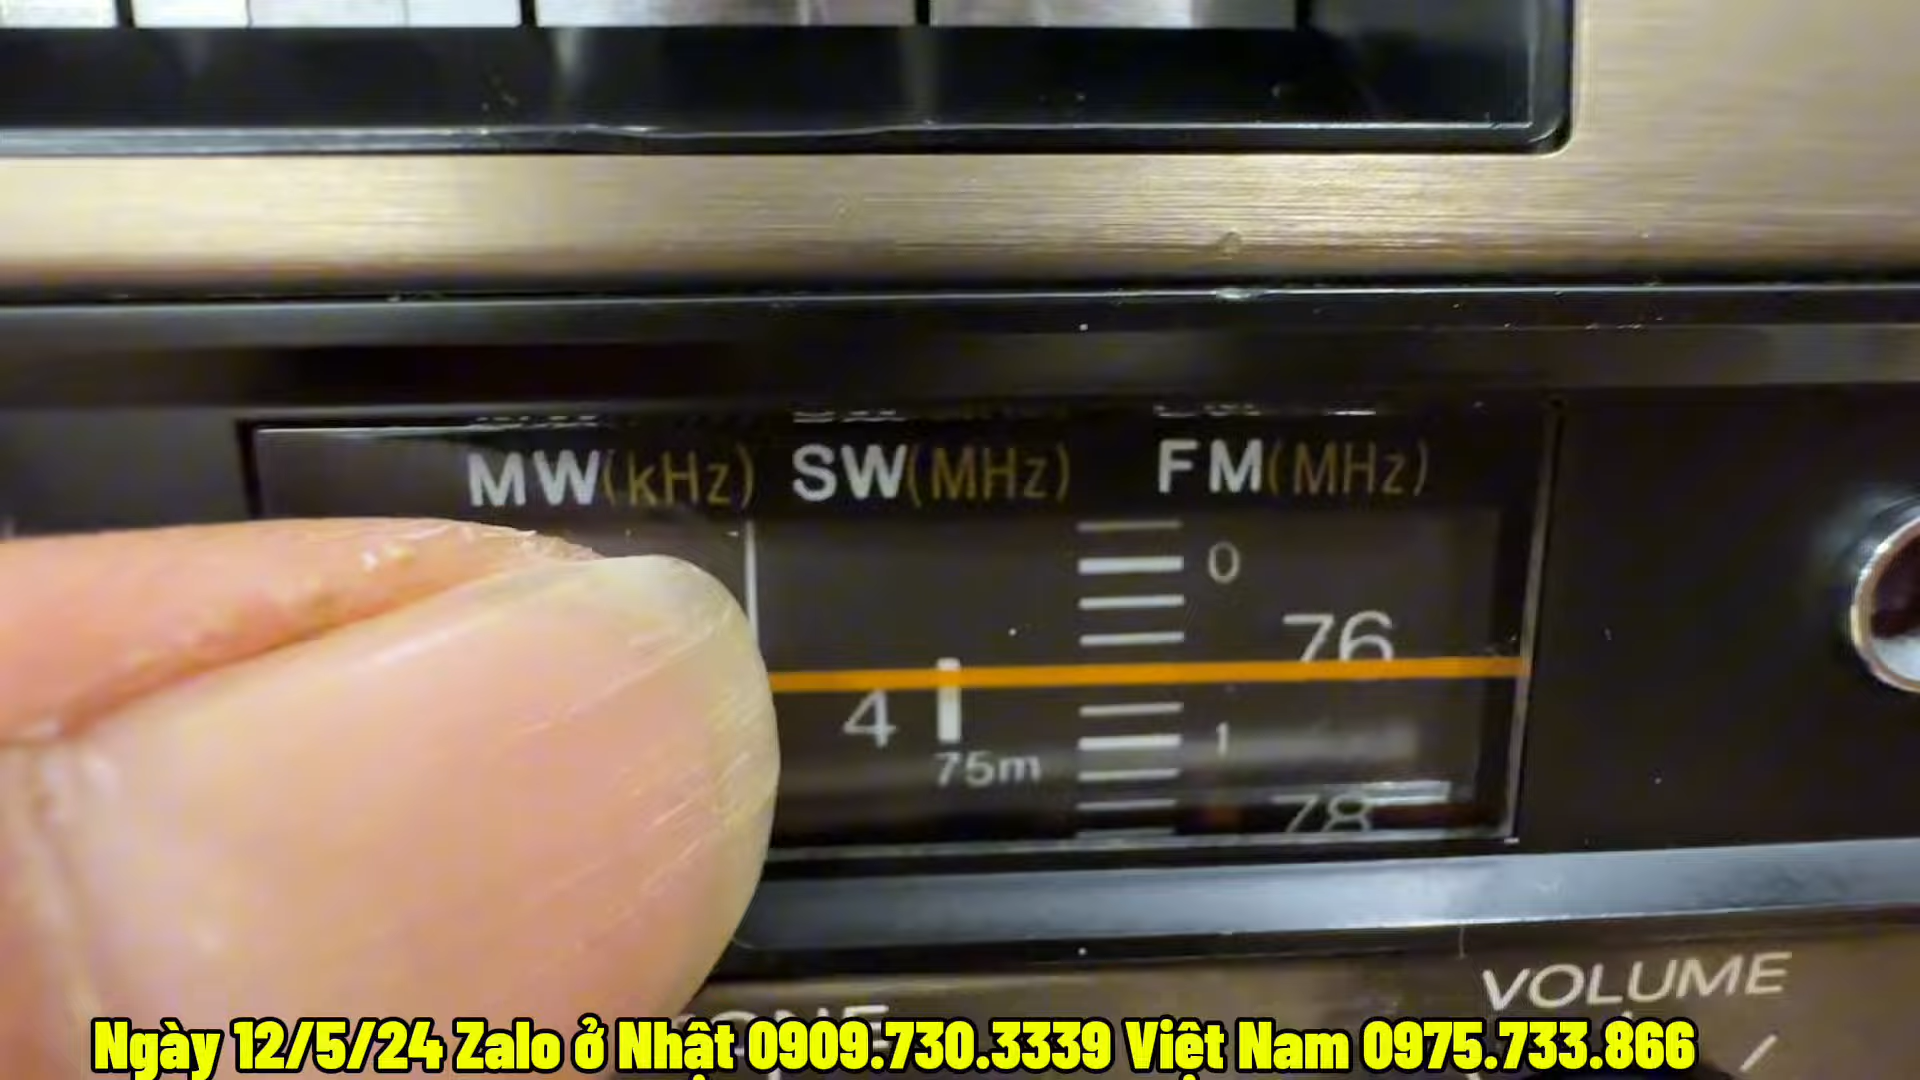 MW(kHz) SW(MHz) FM(MHz)
0
76
4
75m
1
78
VOLUME
Ngày 12/5/24 Zalo ở Nhật 0909.730.3339 Việt Nam 0975.733.866